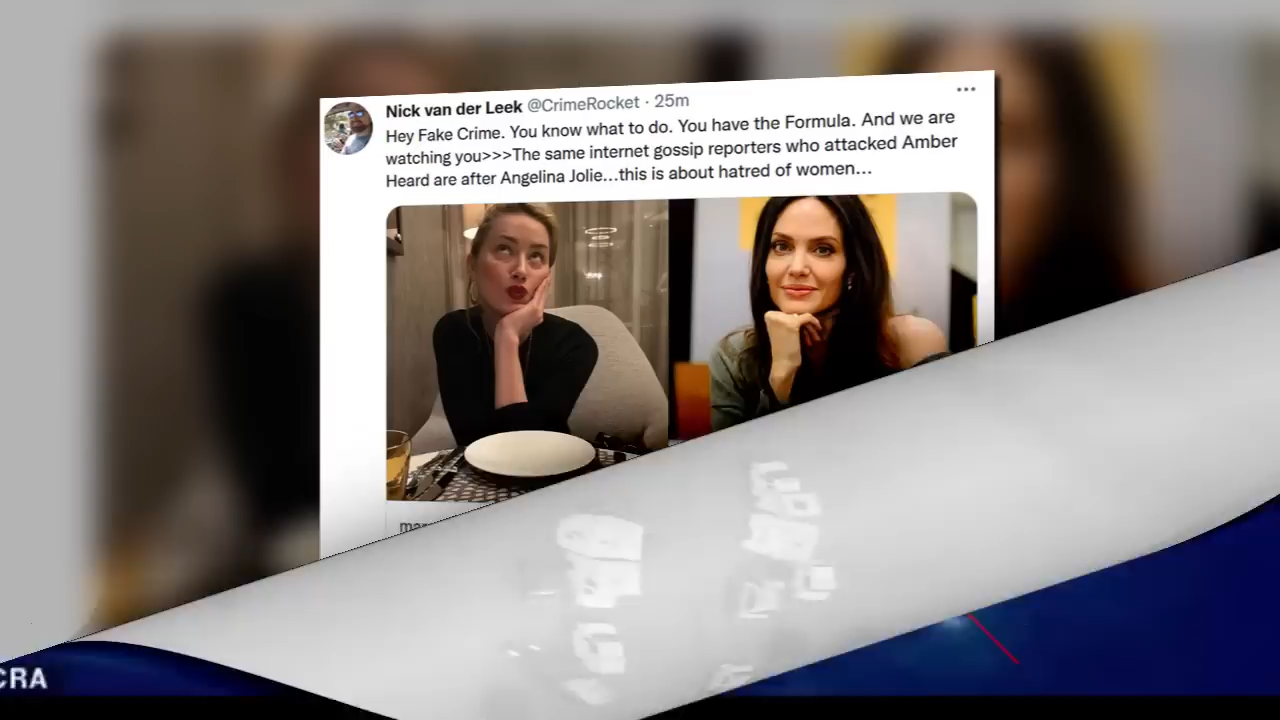 Nick van der Leek @CrimeRocket · 25m
Hey Fake Crime. You know what to do. You have the Formula. And we are
watching you>>>The same internet gossip reporters who attacked Amber
Heard are after Angelina Jolie...this is about hatred of women...
CRA